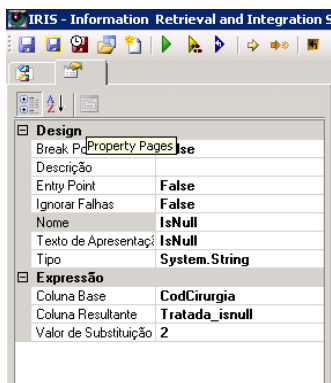 IRIS - Information Retrieval and Integration S
Design
Property Pages
Break Po lse
Descrição
Entry Point False
Ignorar Falhas False
Nome IsNull
Texto de Apresentaçã IsNull
Tipo System.String
Expressão
Coluna Base CodCirurgia
Coluna Resultante Tratada_isnull
Valor de Substituição 2